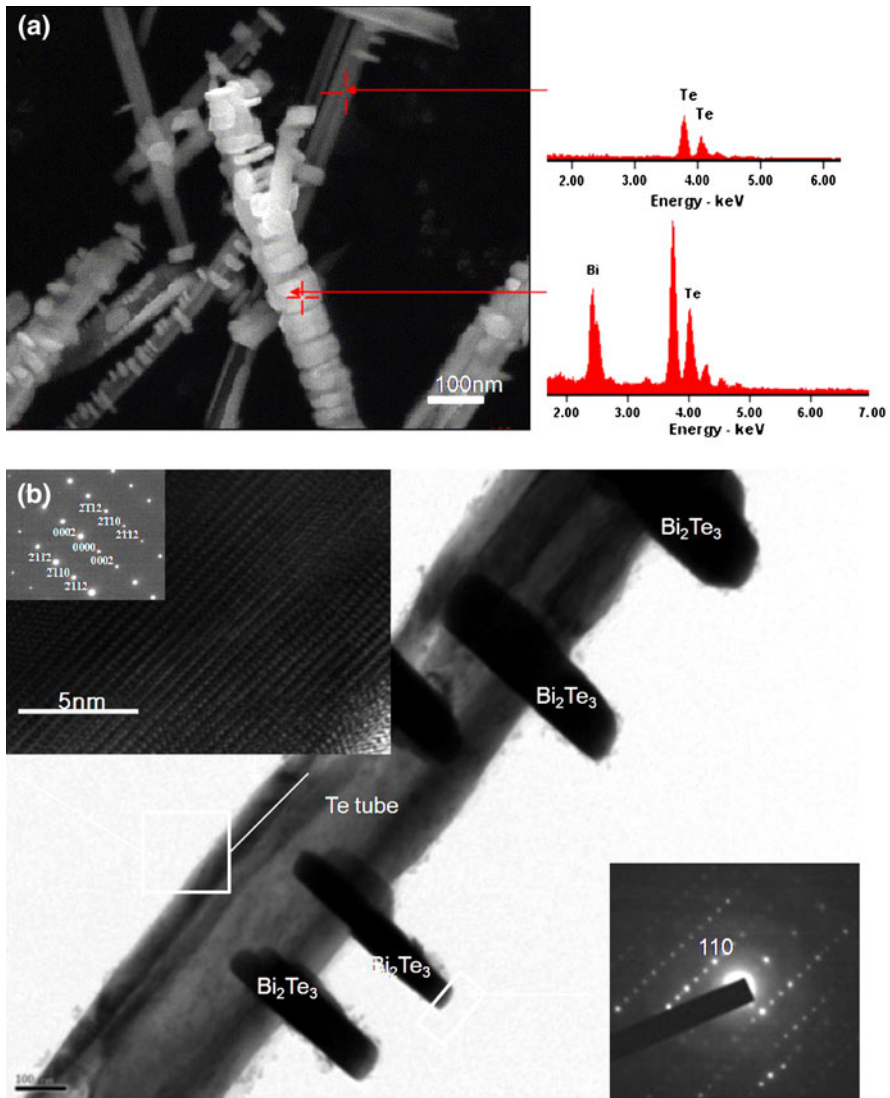 (a)
Te
Te
2.00 3.00 4.00 5.00 6.00
Energy - keV
Bi
Te
2.00 3.00 4.00 5.00 6.00 7.00
Energy - keV
100nm
(b)
2112
2110
0002
2112
0000
2112
0002
2110
2112
5nm
Bi₂Te₃
Bi₂Te₃
Te tube
Bi₂Te₃
Bi₂Te₃
110
100 nm